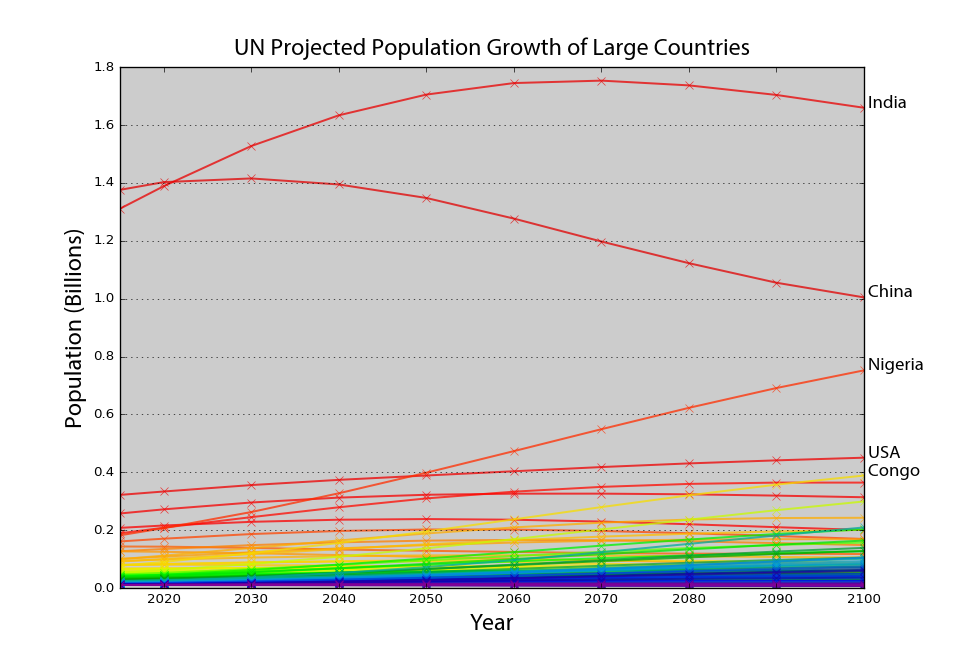 UN Projected Population Growth of Large Countries
1.8
1.6
1.4
1.2
1.0
0.8
0.6
0.4
0.2
0.0
Population (Billions)
India
China
Nigeria
USA
Congo
2020 2030 2040 2050 2060 2070 2080 2090 2100
Year